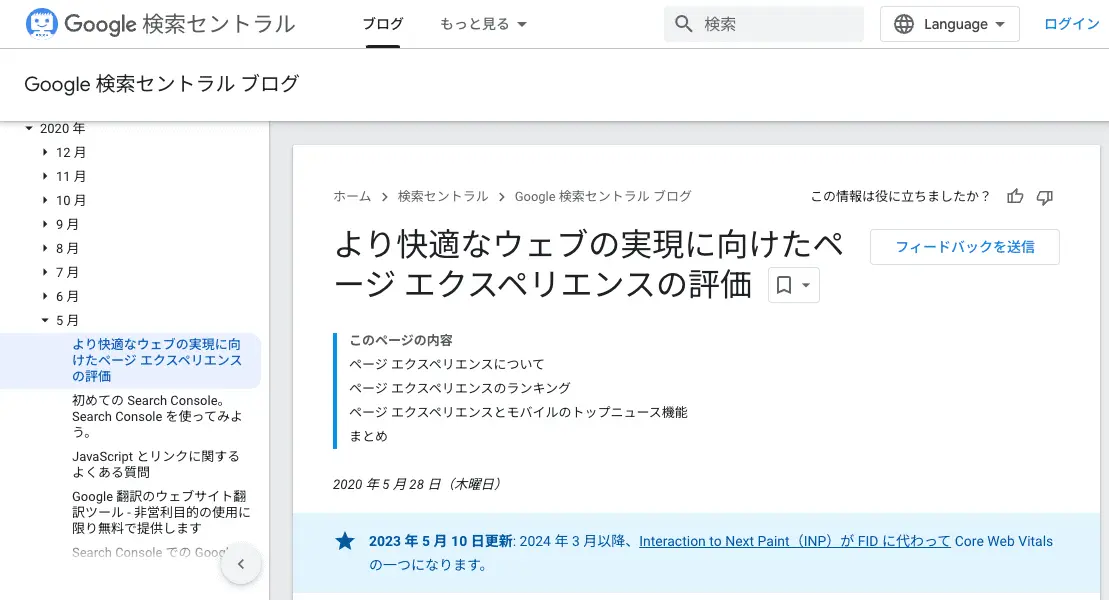 Google 検索セントラル
ブログ
もっと見る
検索
Language
ログイン
Google 検索セントラル ブログ
2020 年
12 月
11 月
10 月
9 月
8 月
7 月
6 月
5 月
より快適なウェブの実現に向
けたページ エクスペリエンス
の評価
初めての Search Console。
Search Console を使ってみよ
う。
JavaScript とリンクに関する
よくある質問
Google 翻訳のウェブサイト翻
訳ツール - 非営利目的の使用に
限り無料で提供します
Search Console での
ホーム
検索セントラル
Google 検索セントラル ブログ
この情報は役に立ちましたか？
より快適なウェブの実現に向けたペ
ージ エクスペリエンスの評価
フィードバックを送信
このページの内容
ページ エクスペリエンスについて
ページ エクスペリエンスのランキング
ページ エクスペリエンスとモバイルのトップニュース機能
まとめ
2020 年 5 月 28 日（木曜日）
2023 年 5 月 10 日更新: 2024 年 3 月以降、Interaction to Next Paint（INP）が FID に代わって Core Web Vitals
の一つになります。